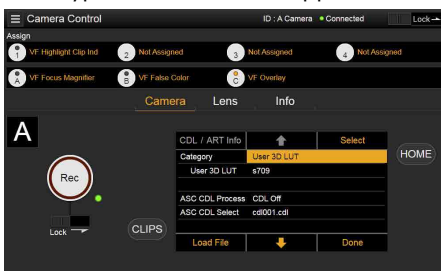 Camera Control ID : A Camera Connected Lock
Assign
1 VF Highlight Clip Ind 2 Not Assigned 3 Not Assigned 4 Not Assigned
A VF Focus Magnifier B VF False Color C VF Overlay
Camera Lens Info
A
CDL / ART Info Select
Category User 3D LUT
User 3D LUT s709
HOME
Rec
ASC CDL Process CDL Off
ASC CDL Select cdl001.cdl
Lock CLIPS
Load File Done